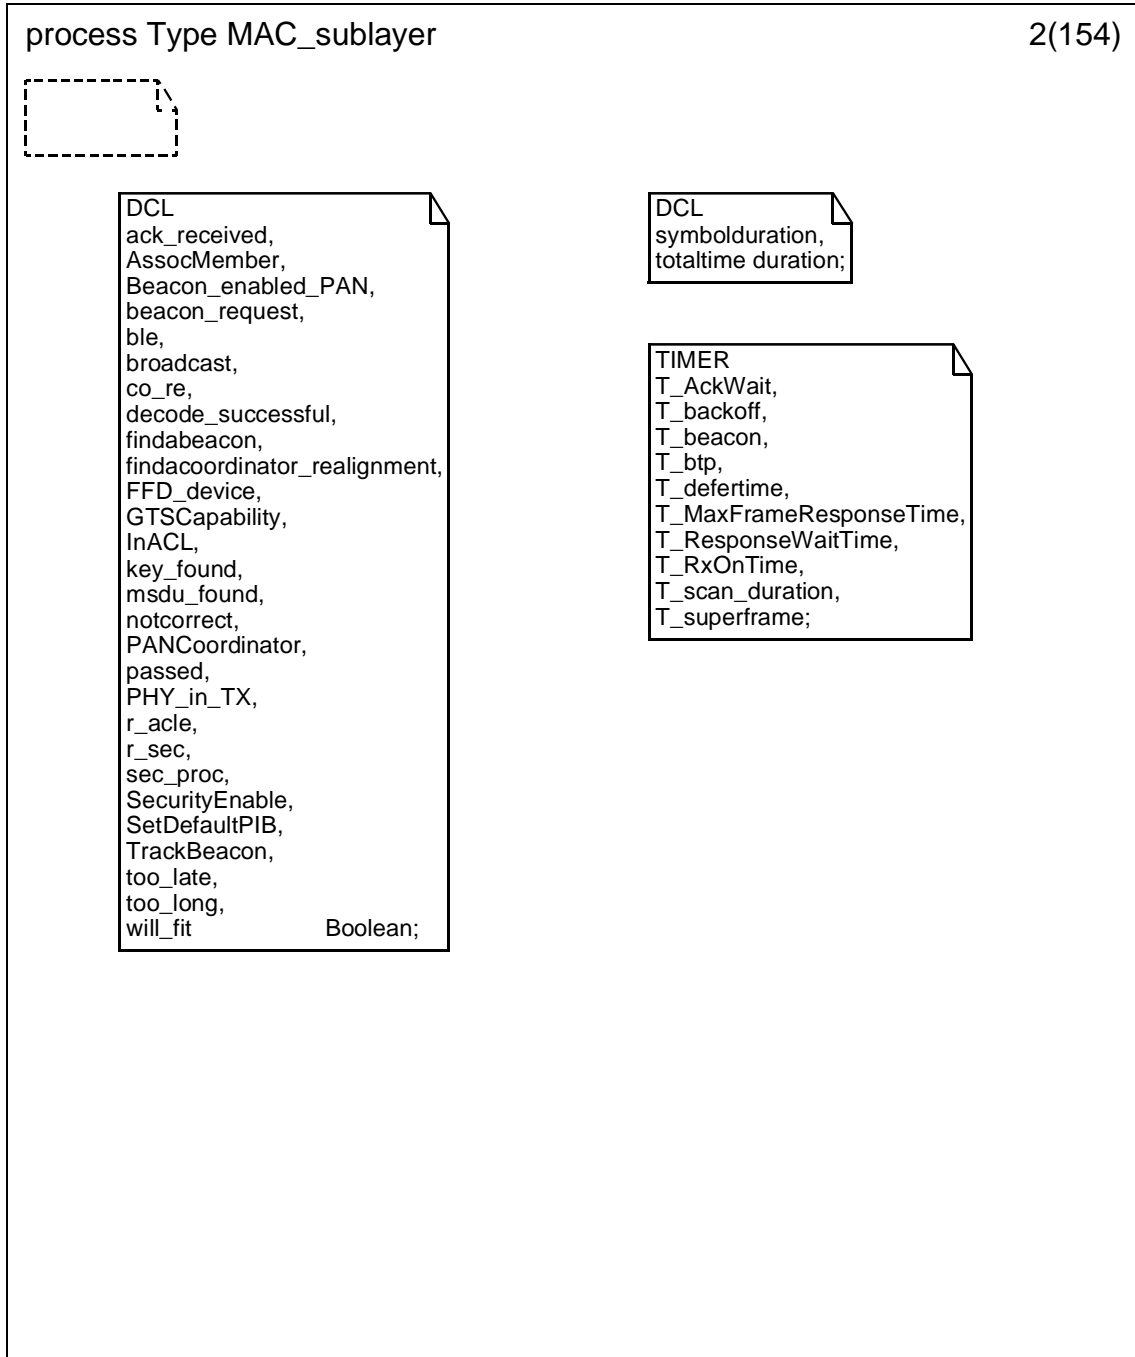 process Type MAC_sublayer 2(154)
DCL
ack_received,
AssocMember,
Beacon_enabled_PAN,
beacon_request,
ble,
broadcast,
co_re,
decode_successful,
findabeacon,
findacoordinator_realignment,
FFD_device,
GTSCapability,
InACL,
key_found,
msdu_found,
notcorrect,
PANCoordinator,
passed,
PHY_in_TX,
r_acle,
r_sec,
sec_proc,
SecurityEnable,
SetDefaultPIB,
TrackBeacon,
too_late,
too_long,
will_fit Boolean;
DCL
symbolduration,
totaltime duration;
TIMER
T_AckWait,
T_backoff,
T_beacon,
T_btp,
T_defertime,
T_MaxFrameResponseTime,
T_ResponseWaitTime,
T_RxOnTime,
T_scan_duration,
T_superframe;